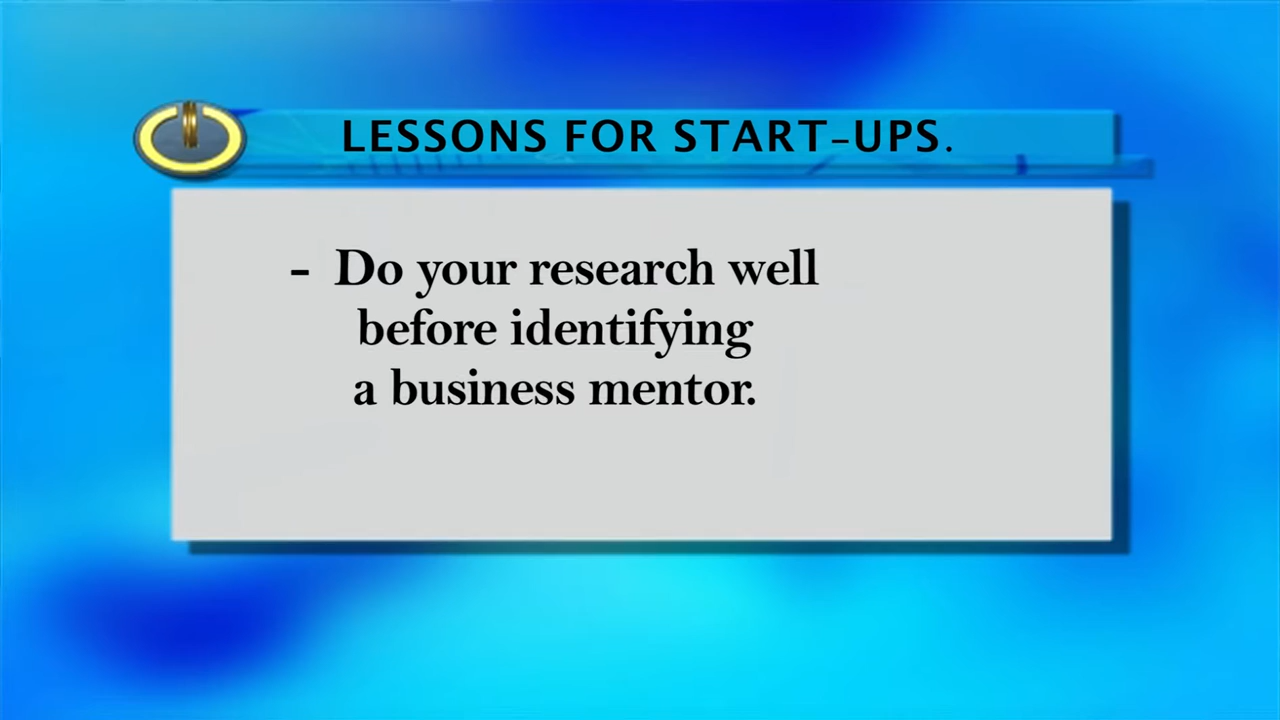 LESSONS FOR START-UPS.
- Do your research well
before identifying
a business mentor.